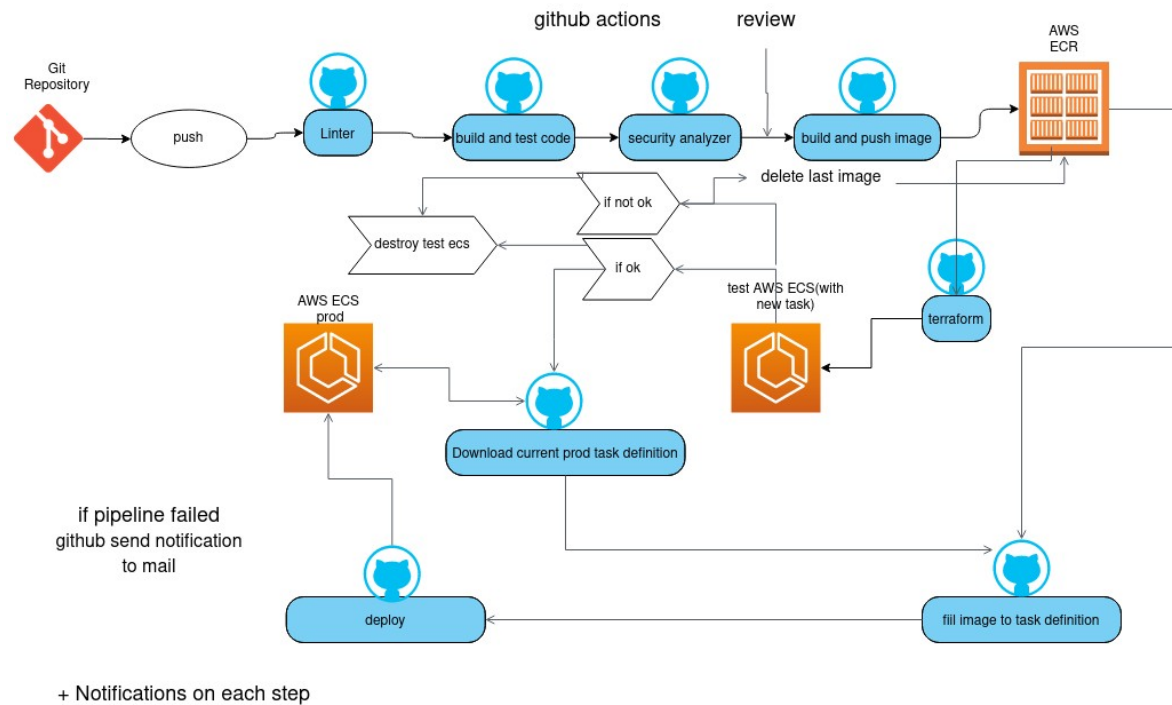 github actions
review
AWS
ECR
Git
Repository
push
Linter
build and test code
security analyzer
build and push image
delete last image
if not ok
destroy test ecs
if ok
test AWS ECS(with
new task)
terraform
AWS ECS
prod
Download current prod task definition
if pipeline failed
github send notification
to mail
deploy
fiil image to task definition
+ Notifications on each step